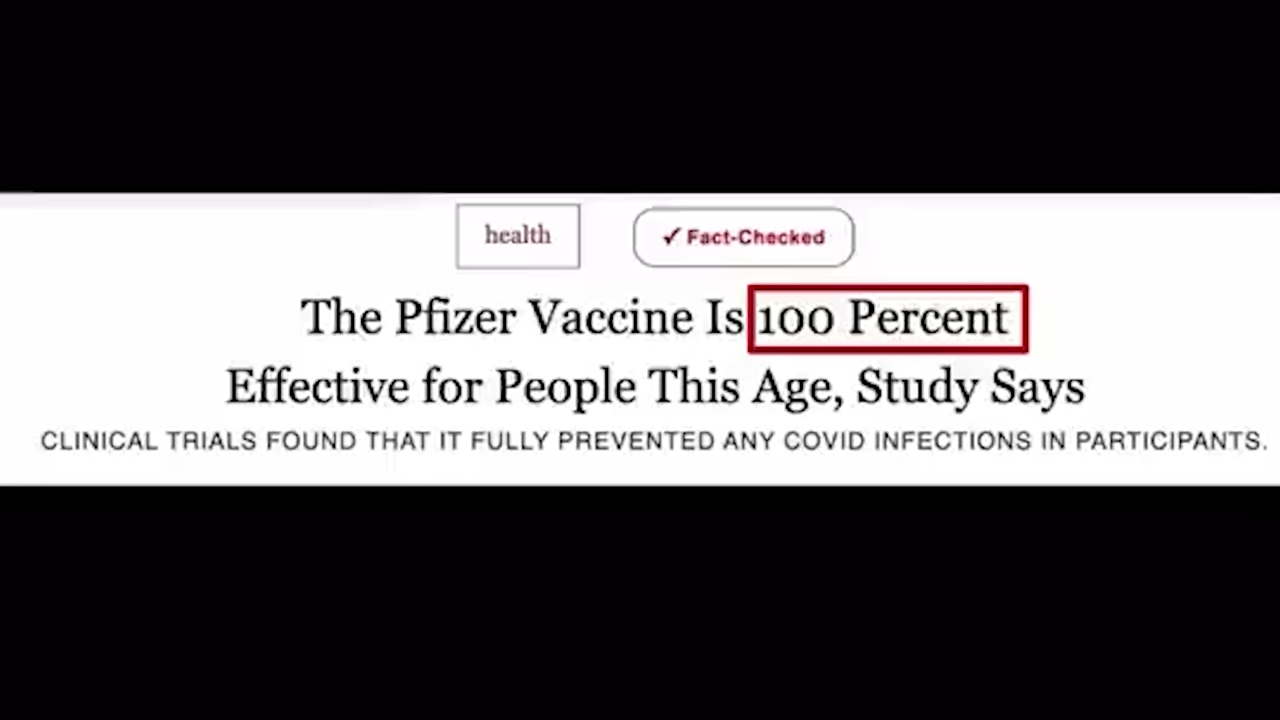 health
✓ Fact-Checked
The Pfizer Vaccine Is 100 Percent
Effective for People This Age, Study Says
CLINICAL TRIALS FOUND THAT IT FULLY PREVENTED ANY COVID INFECTIONS IN PARTICIPANTS.